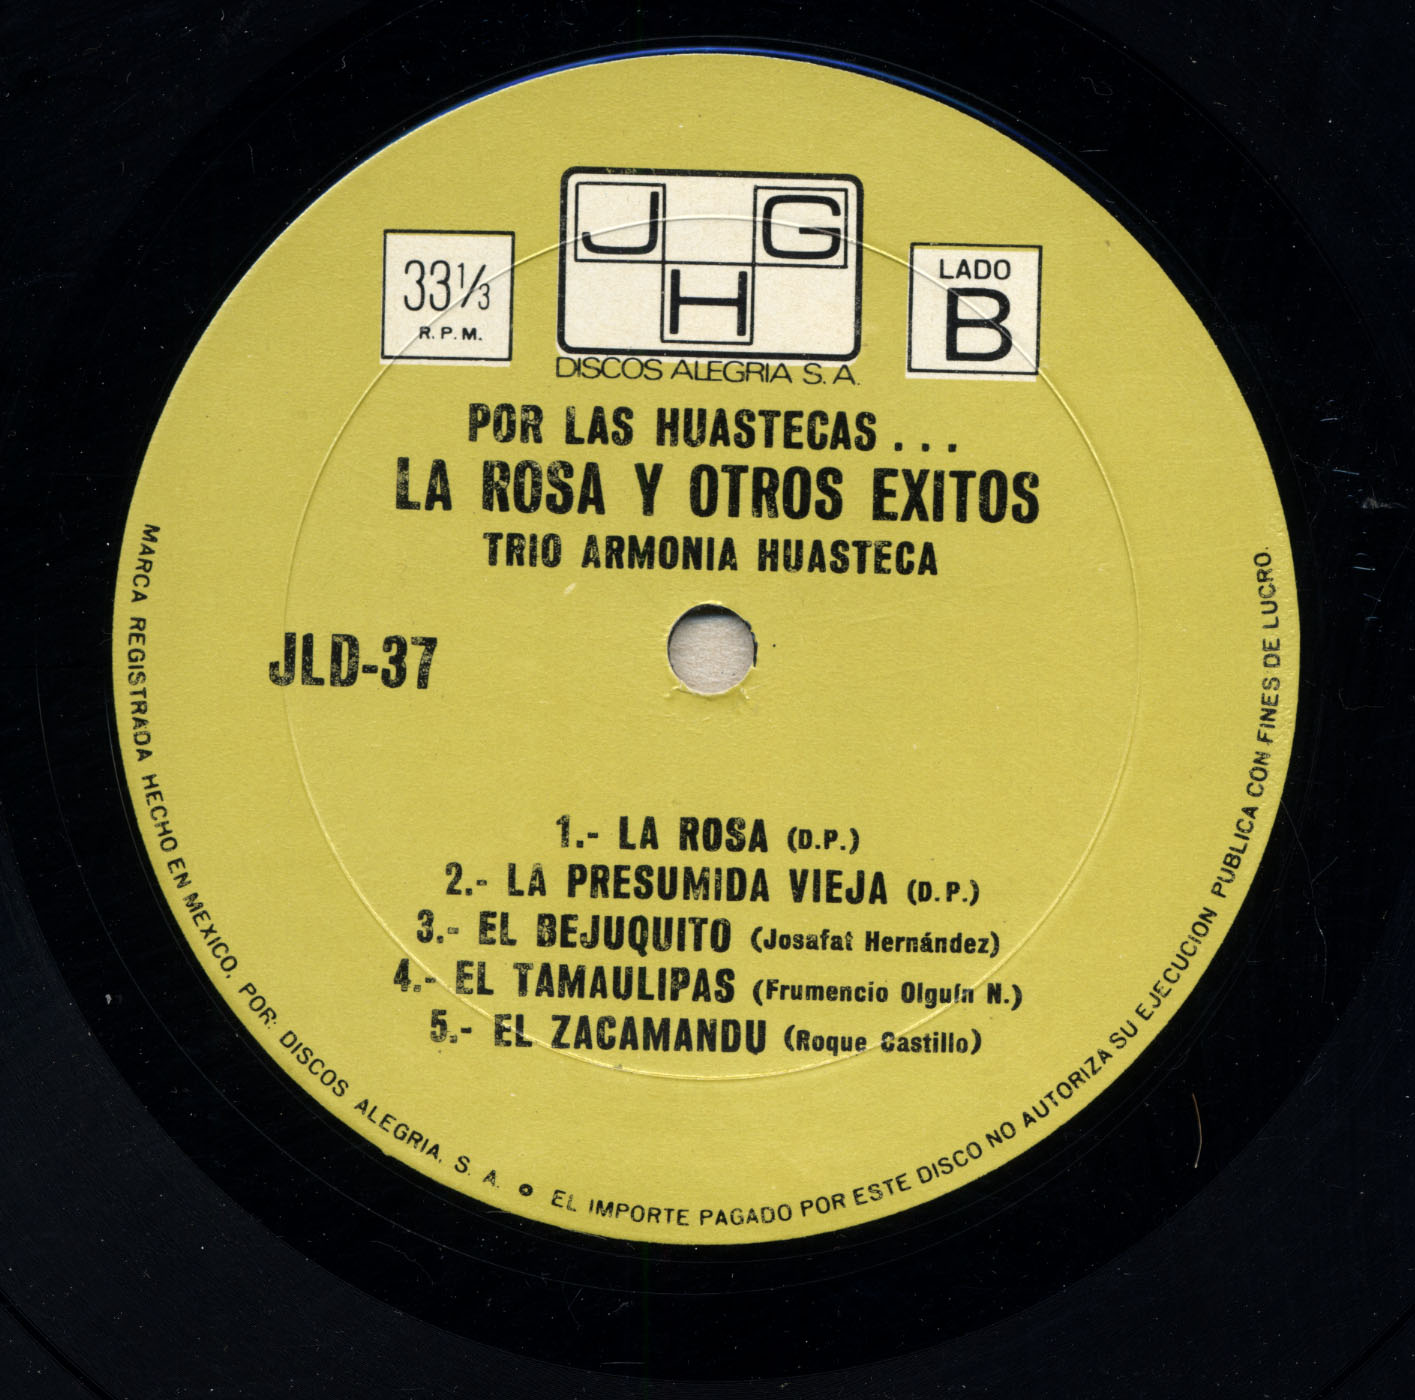 J G
H
DISCOS ALEGRIA S. A.
33 1/3
R. P. M.
LADO
B
POR LAS HUASTECAS . . .
LA ROSA Y OTROS EXITOS
TRIO ARMONIA HUASTECA
JLD-37
1.- LA ROSA (D.P.)
2.- LA PRESUMIDA VIEJA (D.P.)
3.- EL BEJUQUITO (Josafat Hernández)
4.- EL TAMAULIPAS (Frumencio Olguín N.)
5.- EL ZACAMANDU (Roque Castillo)
MARCA REGISTRADA HECHO EN MEXICO, POR: DISCOS ALEGRIA, S. A. • EL IMPORTE PAGADO POR ESTE DISCO NO AUTORIZA SU EJECUCION PUBLICA CON FINES DE LUCRO.